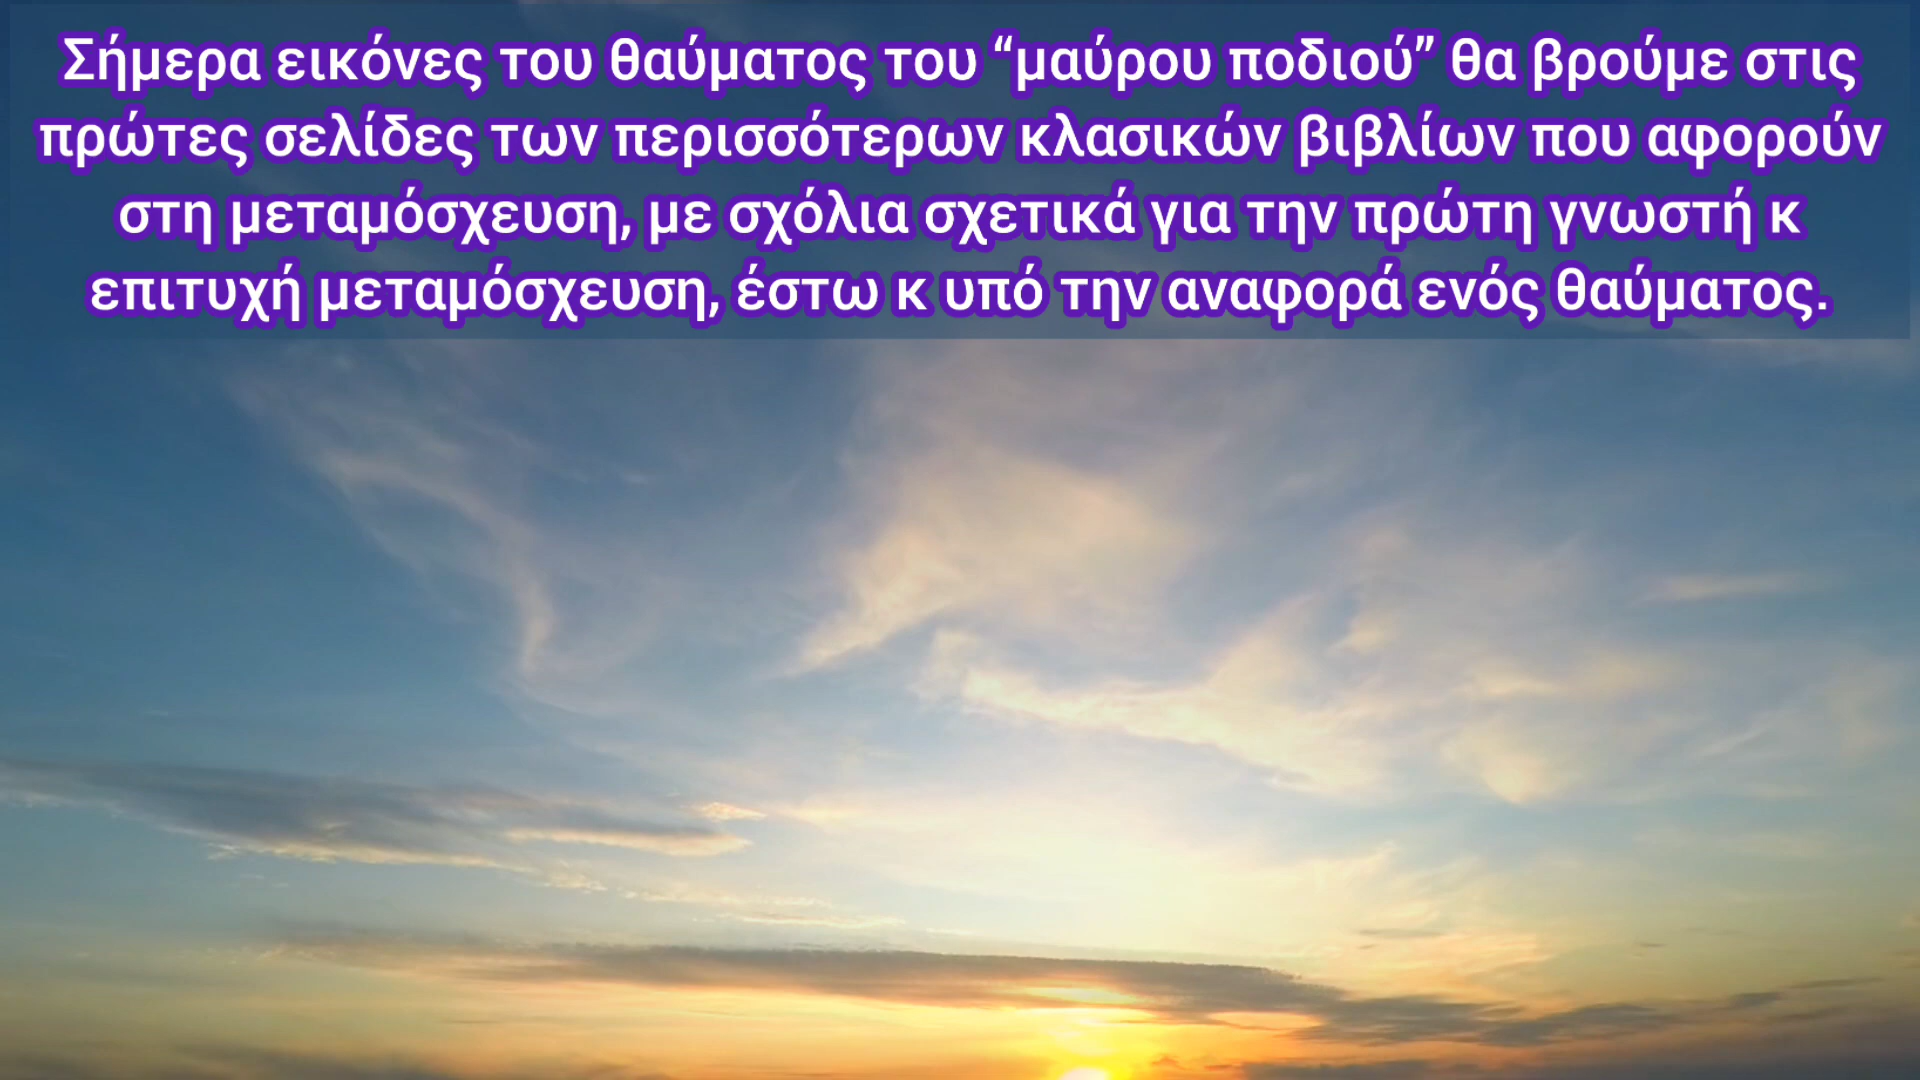 Σήμερα εικόνες του θαύματος του “μαύρου ποδιού” θα βρούμε στις
πρώτες σελίδες των περισσότερων κλασικών βιβλίων που αφορούν
στη μεταμόσχευση, με σχόλια σχετικά για την πρώτη γνωστή κ
επιτυχή μεταμόσχευση, έστω κ υπό την αναφορά ενός θαύματος.